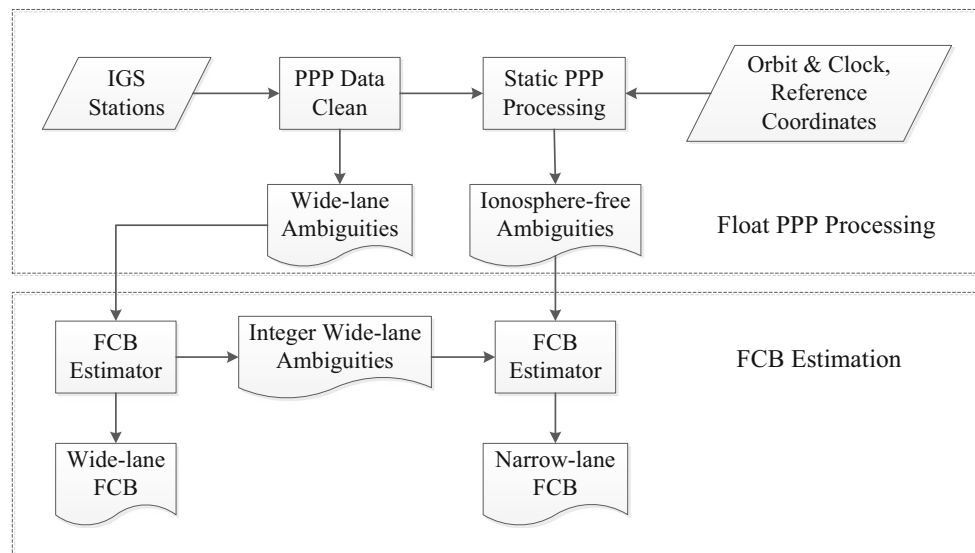 IGS
Stations
PPP Data
Clean
Static PPP
Processing
Orbit & Clock,
Reference
Coordinates
Wide-lane
Ambiguities
Ionosphere-free
Ambiguities
Float PPP Processing
FCB
Estimator
Integer Wide-lane
Ambiguities
FCB
Estimator
FCB Estimation
Wide-lane
FCB
Narrow-lane
FCB